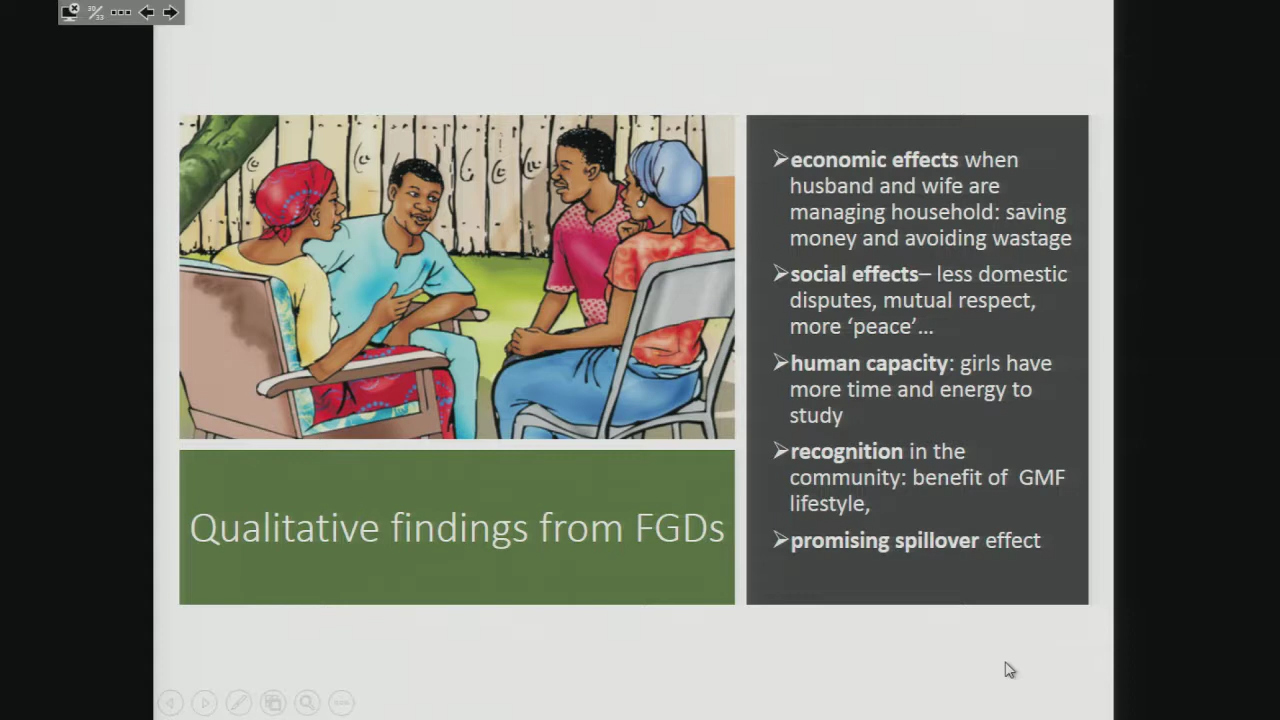 30/33
Qualitative findings from FGDs
➢economic effects when
husband and wife are
managing household: saving
money and avoiding wastage
➢social effects– less domestic
disputes, mutual respect,
more ‘peace’…
➢human capacity: girls have
more time and energy to
study
➢recognition in the
community: benefit of GMF
lifestyle,
➢promising spillover effect